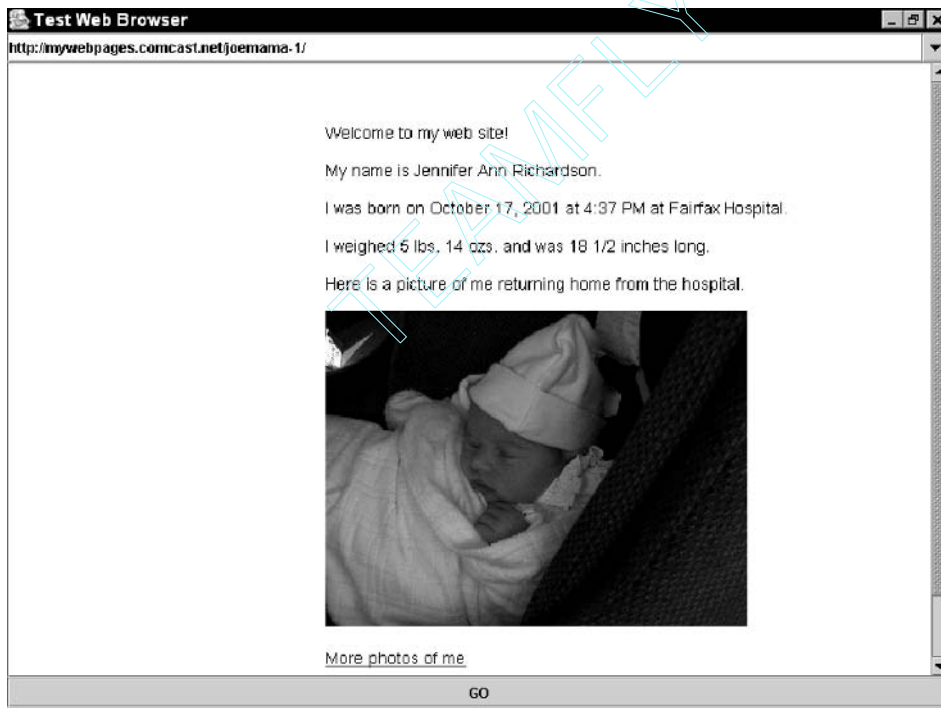 Test Web Browser
http://mywebpages.comcast.net/joemama-1/
Welcome to my web site!
My name is Jennifer Ann Richardson.
I was born on October 17, 2001 at 4:37 PM at Fairfax Hospital.
I weighed 5 lbs. 14 ozs. and was 18 1/2 inches long.
Here is a picture of me returning home from the hospital.
More photos of me
GO
TEAMFLY